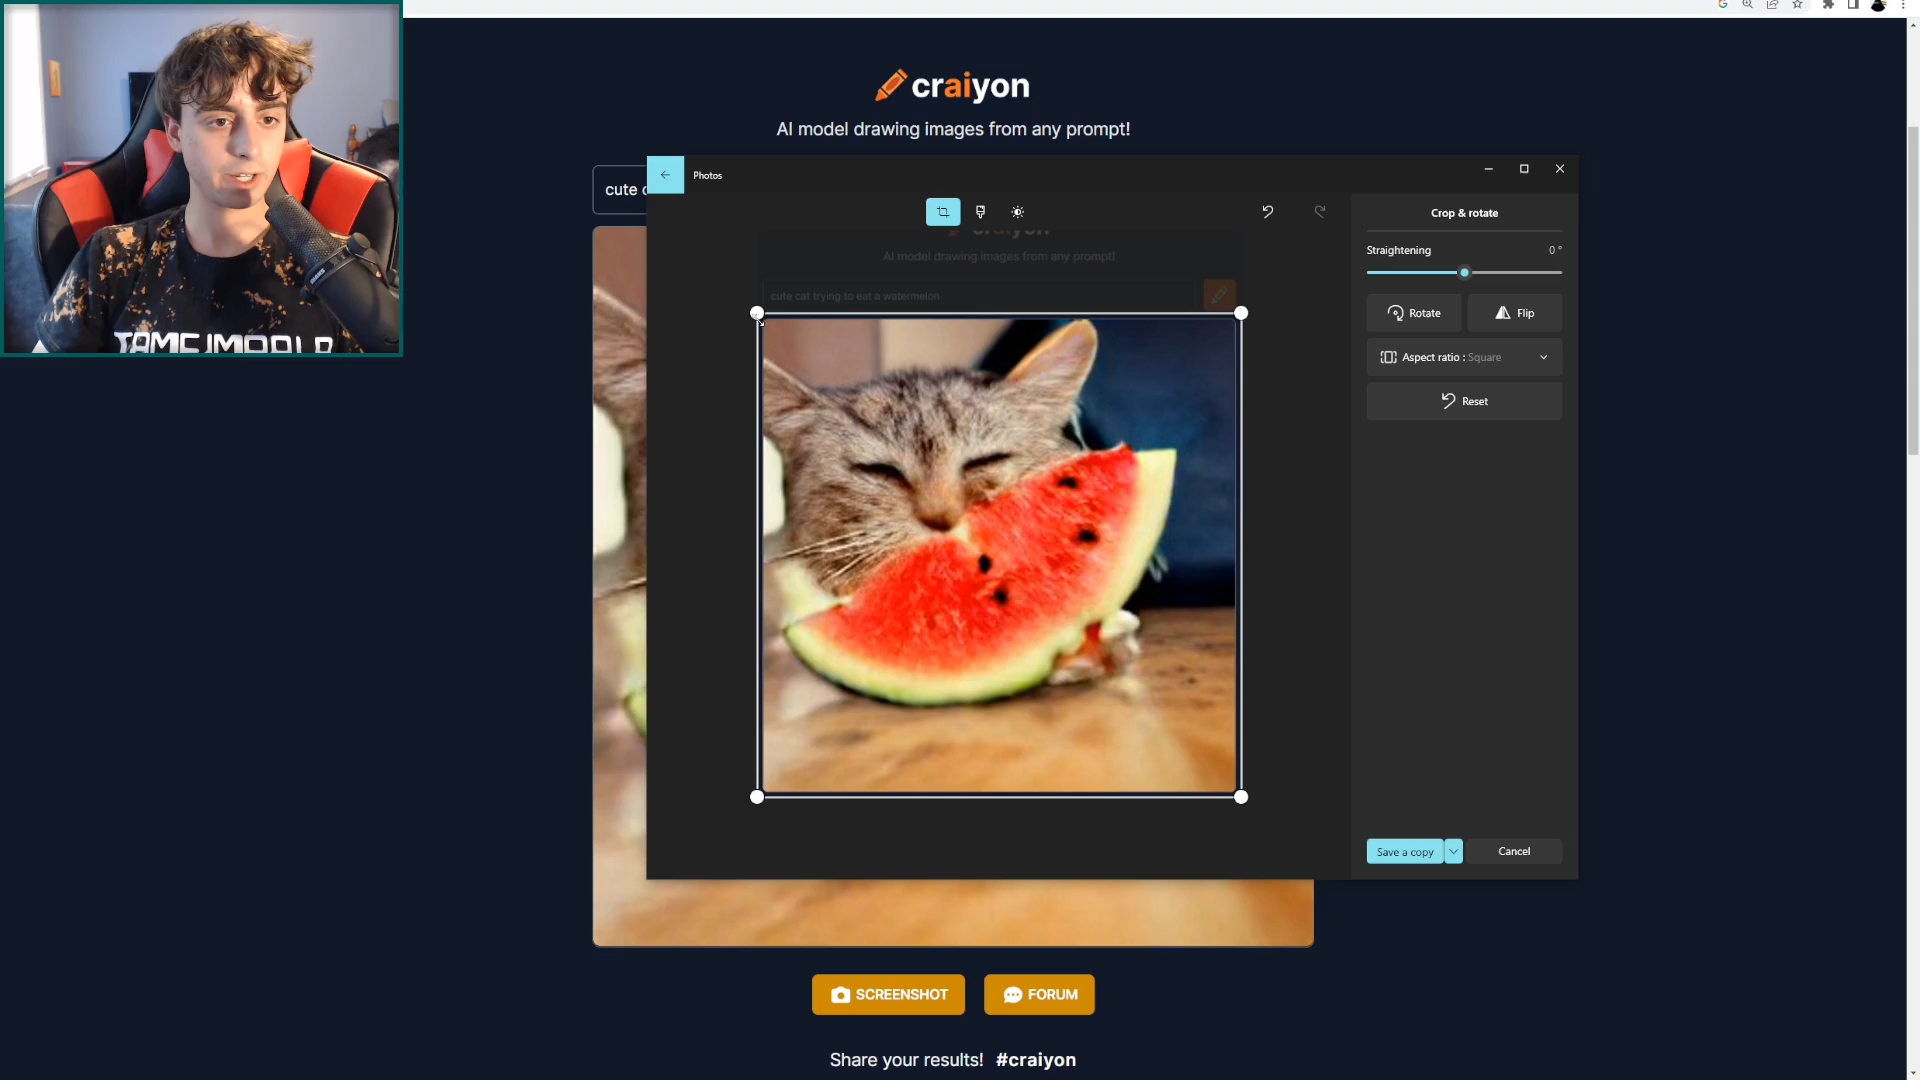 craiyon
AI model drawing images from any prompt!
cute
Photos
Crop & rotate
Straightening 0°
Rotate
Flip
Aspect ratio : Square
Reset
craiyon
AI model drawing images from any prompt!
cute cat trying to eat a watermelon
Save a copy
Cancel
SCREENSHOT
FORUM
Share your results! #craiyon